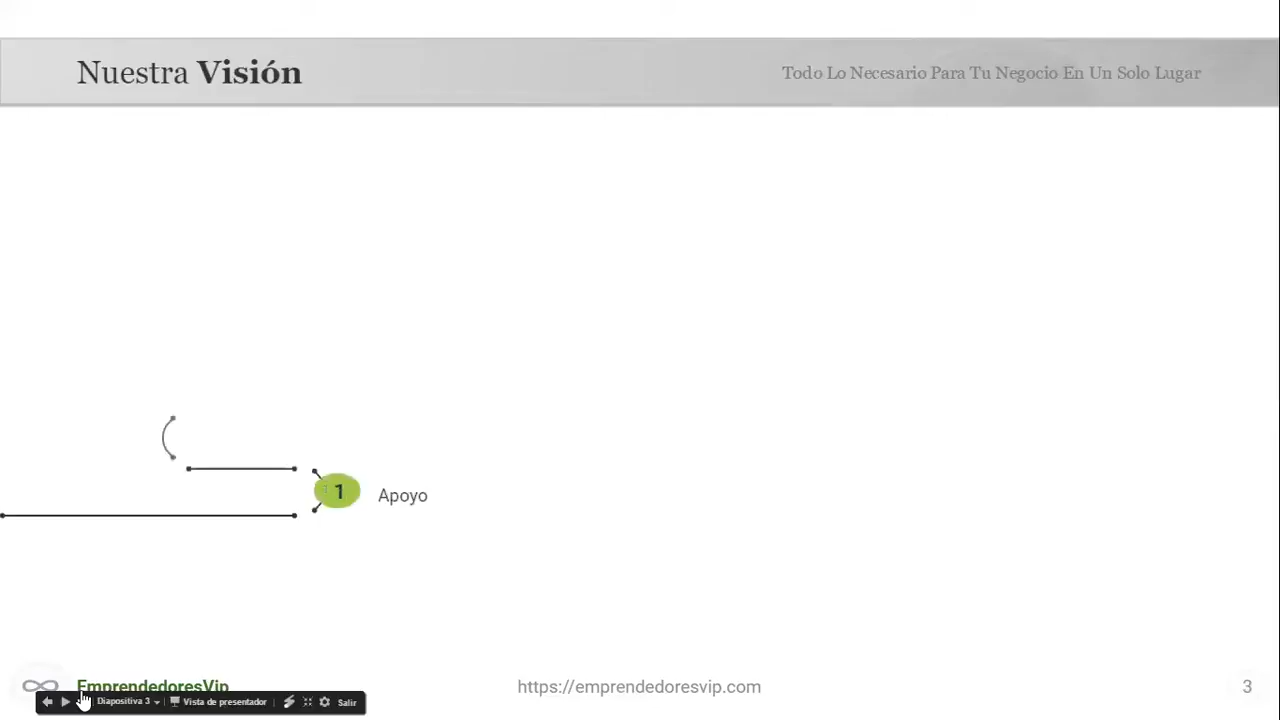 Nuestra Visión
Todo Lo Necesario Para Tu Negocio En Un Solo Lugar
1
Apoyo
EmprendedoresVip
https://emprendedoresvip.com
3
Diapositiva 3
Vista de presentador
Salir